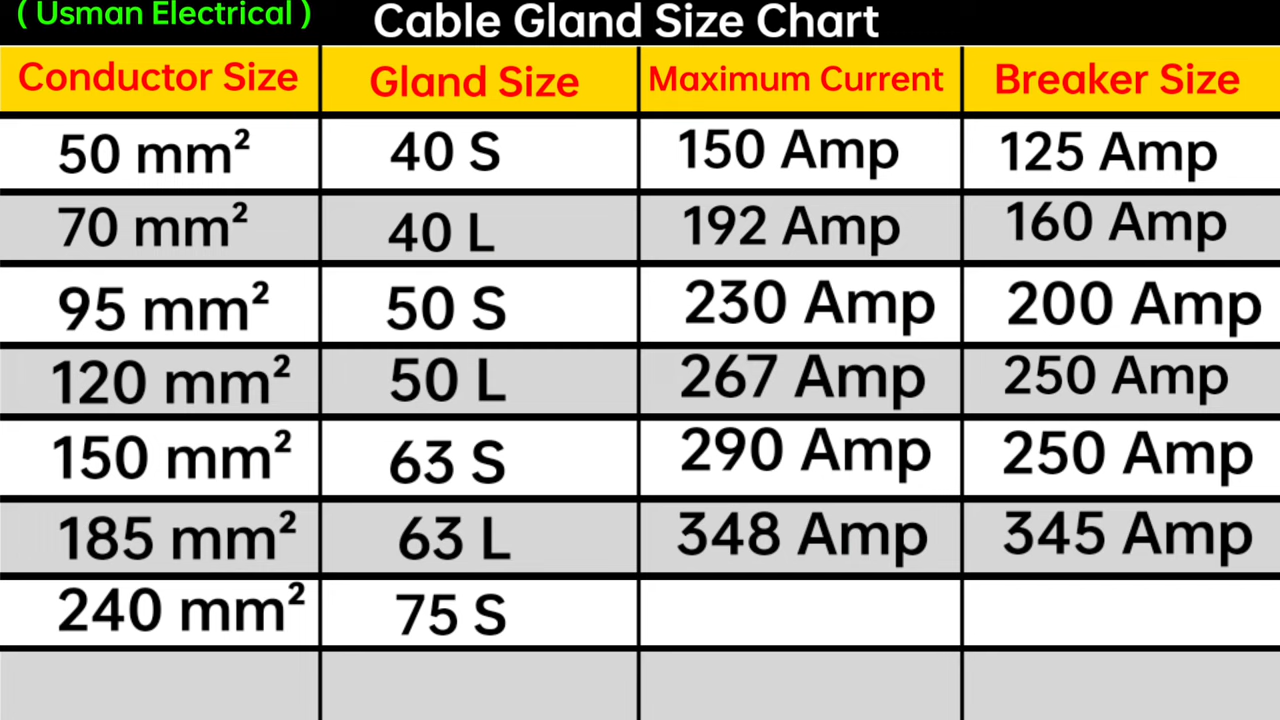 ( Usman Electrical )
Cable Gland Size Chart
Conductor Size Gland Size Maximum Current Breaker Size
50 mm² 40 S 150 Amp 125 Amp
70 mm² 40 L 192 Amp 160 Amp
95 mm² 50 S 230 Amp 200 Amp
120 mm² 50 L 267 Amp 250 Amp
150 mm² 63 S 290 Amp 250 Amp
185 mm² 63 L 348 Amp 345 Amp
240 mm² 75 S